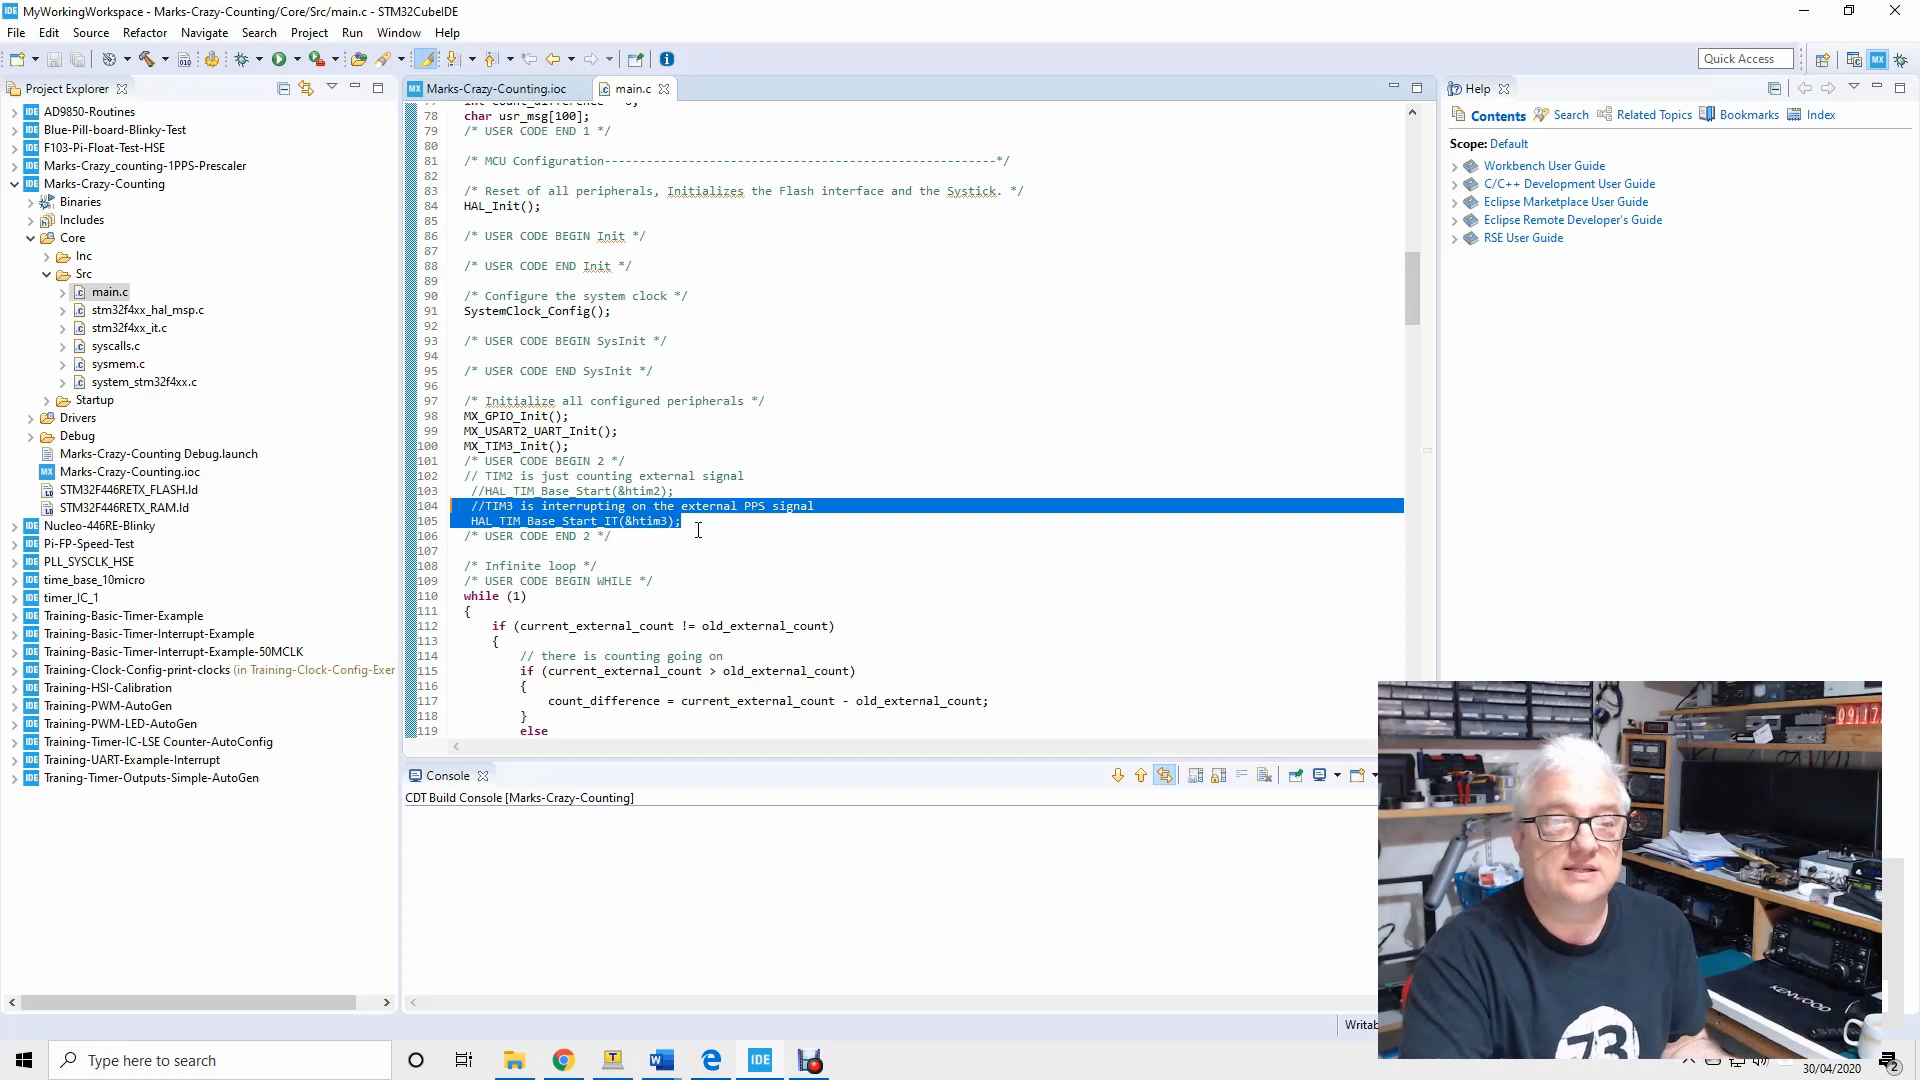 MyWorkingWorkspace - Marks-Crazy-Counting/Core/Src/main.c - STM32CubeIDE
File Edit Source Refactor Navigate Search Project Run Window Help
Quick Access
Project Explorer
AD9850-Routines
Blue-Pill-board-Blinky-Test
F103-Pi-Float-Test-HSE
Marks-Crazy_counting-1PPS-Prescaler
Marks-Crazy-Counting
Binaries
Includes
Core
Inc
Src
main.c
stm32f4xx_hal_msp.c
stm32f4xx_it.c
syscalls.c
sysmem.c
system_stm32f4xx.c
Startup
Drivers
Debug
Marks-Crazy-Counting Debug.launch
Marks-Crazy-Counting.ioc
STM32F446RETX_FLASH.ld
STM32F446RETX_RAM.ld
Nucleo-446RE-Blinky
Pi-FP-Speed-Test
PLL_SYSCLK_HSE
time_base_10micro
timer_IC_1
Training-Basic-Timer-Example
Training-Basic-Timer-Interrupt-Example
Training-Basic-Timer-Interrupt-Example-50MCLK
Training-Clock-Config-print-clocks (in Training-Clock-Config-Exer
Training-HSI-Calibration
Training-PWM-AutoGen
Training-PWM-LED-AutoGen
Training-Timer-IC-LSE Counter-AutoConfig
Training-UART-Example-Interrupt
Traning-Timer-Outputs-Simple-AutoGen
Marks-Crazy-Counting.ioc main.c
78 char usr_msg[100];
79 /* USER CODE END 1 */
80
81 /* MCU Configuration--------------------------------------------------------*/
82
83 /* Reset of all peripherals, Initializes the Flash interface and the Systick. */
84 HAL_Init();
85
86 /* USER CODE BEGIN Init */
87
88 /* USER CODE END Init */
89
90 /* Configure the system clock */
91 SystemClock_Config();
92
93 /* USER CODE BEGIN SysInit */
94
95 /* USER CODE END SysInit */
96
97 /* Initialize all configured peripherals */
98 MX_GPIO_Init();
99 MX_USART2_UART_Init();
100 MX_TIM3_Init();
101 /* USER CODE BEGIN 2 */
102 // TIM2 is just counting external signal
103 //HAL_TIM_Base_Start(&htim2);
104 //TIM3 is interrupting on the external PPS signal
105 HAL_TIM_Base_Start_IT(&htim3);
106 /* USER CODE END 2 */
107
108 /* Infinite loop */
109 /* USER CODE BEGIN WHILE */
110 while (1)
111 {
112 if (current_external_count != old_external_count)
113 {
114 // there is counting going on
115 if (current_external_count > old_external_count)
116 {
117 count_difference = current_external_count - old_external_count;
118 }
119 else
Console
CDT Build Console [Marks-Crazy-Counting]
Help
Contents Search Related Topics Bookmarks Index
Scope: Default
Workbench User Guide
C/C++ Development User Guide
Eclipse Marketplace User Guide
Eclipse Remote Developer's Guide
RSE User Guide
Writab
09:17
KENWOOD
73
Type here to search
IDE
30/04/2020
2